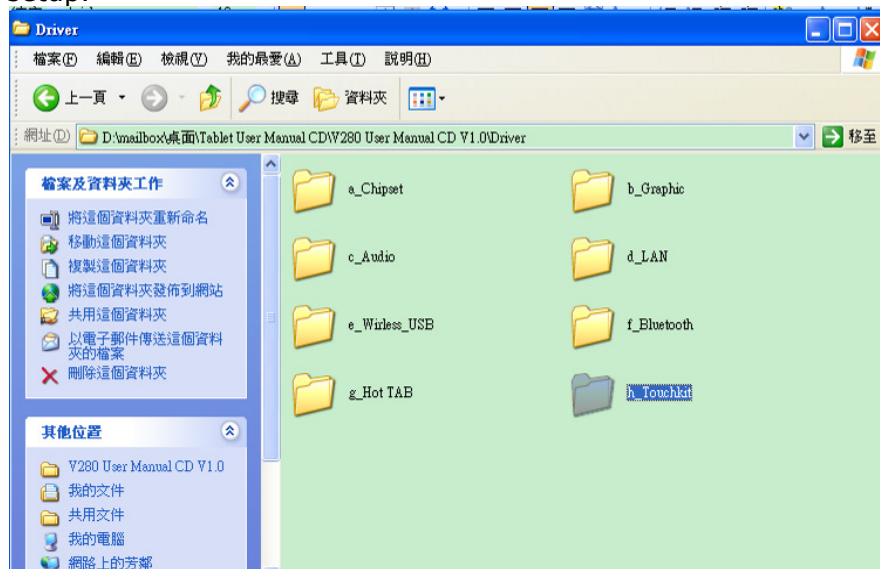 setup.
Driver
檔案(F) 編輯(E) 檢視(V) 我的最愛(A) 工具(T) 說明(H)
上一頁 搜尋 資料夾
網址(D) D:\mailbox\桌面\Tablet User Manual CD\V280 User Manual CD V1.0\Driver 移至
檔案及資料夾工作
將這個資料夾重新命名
移動這個資料夾
複製這個資料夾
將這個資料夾發佈到網站
共用這個資料夾
以電子郵件傳送這個資料
夾的檔案
刪除這個資料夾
其他位置
V280 User Manual CD V1.0
我的文件
共用文件
我的電腦
網路上的芳鄰
a_Chipset b_Graphic
c_Audio d_LAN
e_Wirless_USB f_Bluetooth
g_Hot TAB h_Touchkit